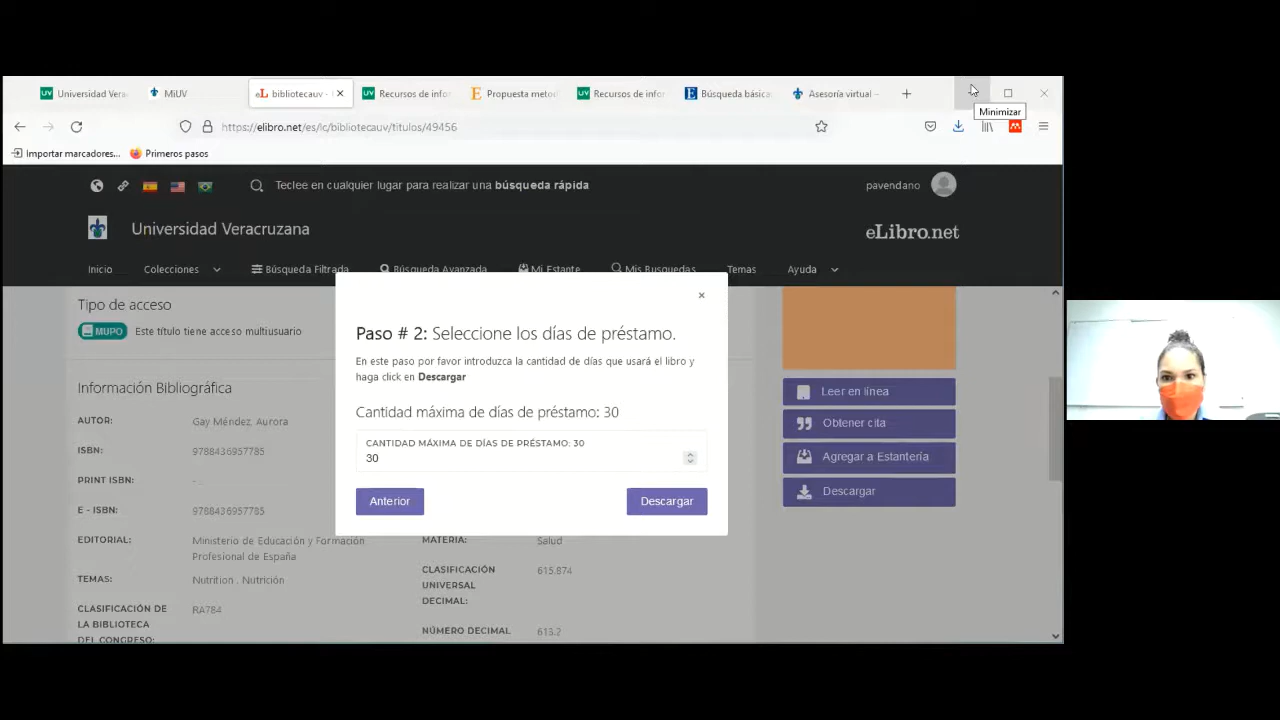 Universidad Vera
MiUV
bibliotecauv -
Recursos de info
Propuesta meto
Recursos de info
Búsqueda básica
Asesoría virtual -
Minimizar
https://elibro.net/es/lc/bibliotecauv/titulos/49456
Importar marcadores...
Primeros pasos
Teclee en cualquier lugar para realizar una búsqueda rápida
pavendano
Universidad Veracruzana
eLibro.net
Inicio
Colecciones
Búsqueda Filtrada
Búsqueda Avanzada
Mi Estante
Mis Busquedas
Temas
Ayuda
Tipo de acceso
MUPO
Este título tiene acceso multiusuario
Información Bibliográfica
AUTOR: Gay Méndez, Aurora
ISBN: 9788436957785
PRINT ISBN: -
E - ISBN: 9788436957785
EDITORIAL: Ministerio de Educación y Formación
Profesional de España
TEMAS: Nutrition , Nutrición
CLASIFICACIÓN DE RA784
LA BIBLIOTECA
DEL CONGRESO:
×
Paso # 2: Seleccione los días de préstamo.
En este paso por favor introduzca la cantidad de días que usará el libro y
haga click en Descargar
Cantidad máxima de días de préstamo: 30
CANTIDAD MÁXIMA DE DÍAS DE PRÉSTAMO: 30
30
Anterior
Descargar
MATERIA: Salud
CLASIFICACIÓN 615.874
UNIVERSAL
DECIMAL:
NÚMERO DECIMAL 613.2
Leer en línea
Obtener cita
Agregar a Estantería
Descargar